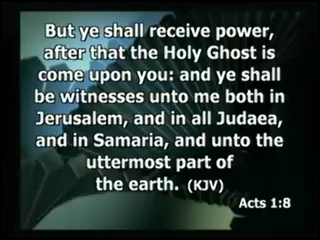 But ye shall receive power,
after that the Holy Ghost is
come upon you: and ye shall
be witnesses unto me both in
Jerusalem, and in all Judaea,
and in Samaria, and unto the
uttermost part of
the earth. (KJV)
Acts 1:8